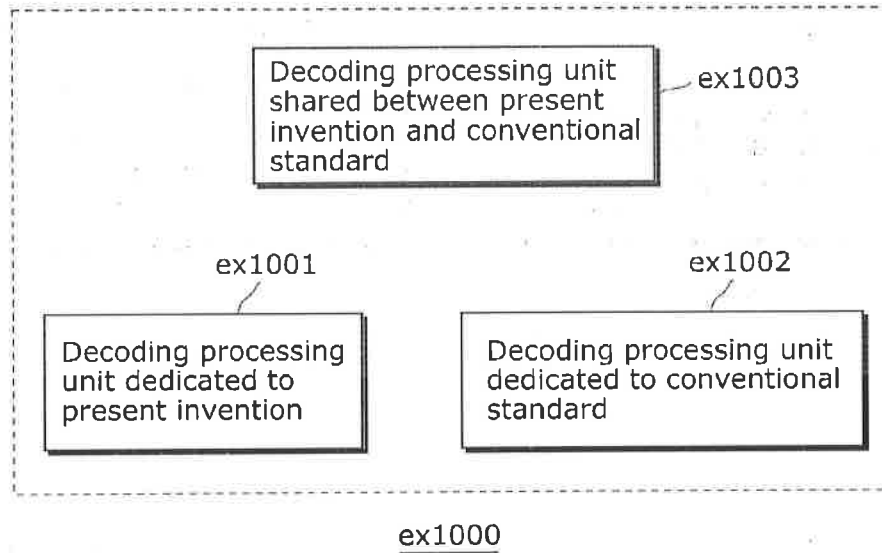 Decoding processing unit
shared between present
invention and conventional
standard
ex1003
ex1001
Decoding processing
unit dedicated to
present invention
ex1002
Decoding processing unit
dedicated to conventional
standard
ex1000